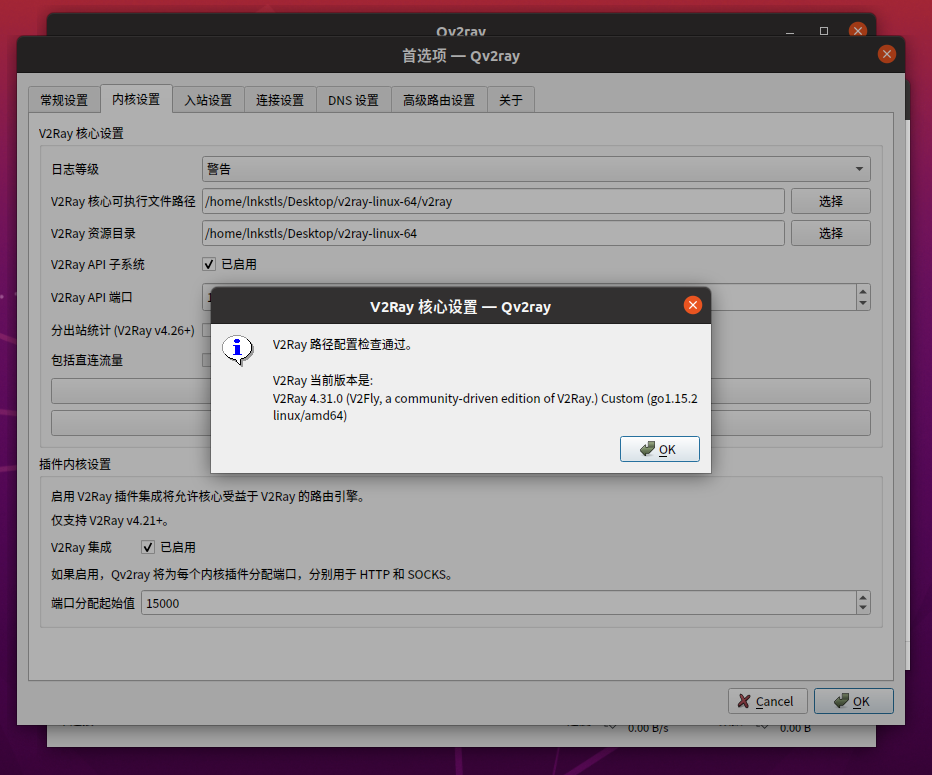 Qv2ray
首选项 — Qv2ray
常规设置 内核设置 入站设置 连接设置 DNS 设置 高级路由设置 关于
V2Ray 核心设置
日志等级 警告
V2Ray 核心可执行文件路径 /home/lnkstls/Desktop/v2ray-linux-64/v2ray 选择
V2Ray 资源目录 /home/lnkstls/Desktop/v2ray-linux-64 选择
V2Ray API 子系统 已启用
V2Ray API 端口
分出站统计 (V2Ray v4.26+)
包括直连流量
V2Ray 核心设置 — Qv2ray
V2Ray 路径配置检查通过。
V2Ray 当前版本是:
V2Ray 4.31.0 (V2Fly, a community-driven edition of V2Ray.) Custom (go1.15.2
linux/amd64)
OK
插件内核设置
启用 V2Ray 插件集成将允许核心受益于 V2Ray 的路由引擎。
仅支持 V2Ray v4.21+。
V2Ray 集成 已启用
如果启用，Qv2ray 将为每个内核插件分配端口，分别用于 HTTP 和 SOCKS。
端口分配起始值 15000
Cancel OK
0.00 B/s 0.00 B